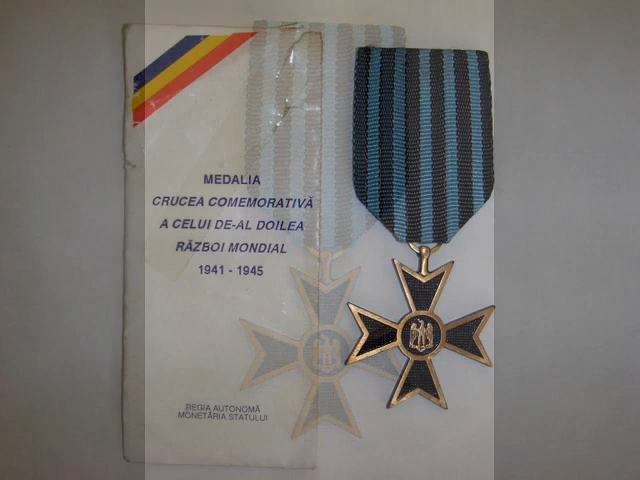 MEDALIA
CRUCEA COMEMORATIVĂ
A CELUI DE-AL DOILEA
RĂZBOI MONDIAL
1941 - 1945
REGIA AUTONOMĂ
MONETĂRIA STATULUI